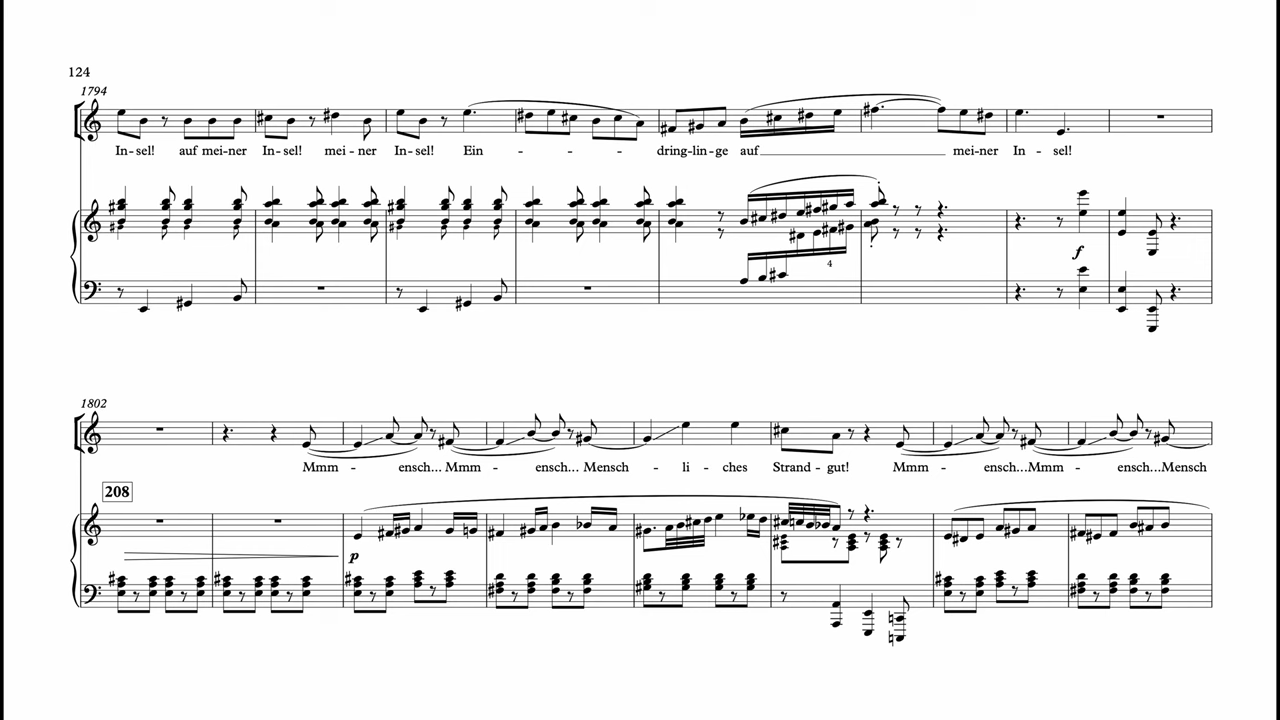 124
1794
In-sel! auf mei-ner In-sel! mei-ner In-sel! Ein - - - dring-lin-ge auf mei-ner In - sel!
f
4
1802
Mmm - ensch... Mmm - ensch... Mensch - li - ches Strand-gut! Mmm - ensch...Mmm - ensch...Mensch
208
p